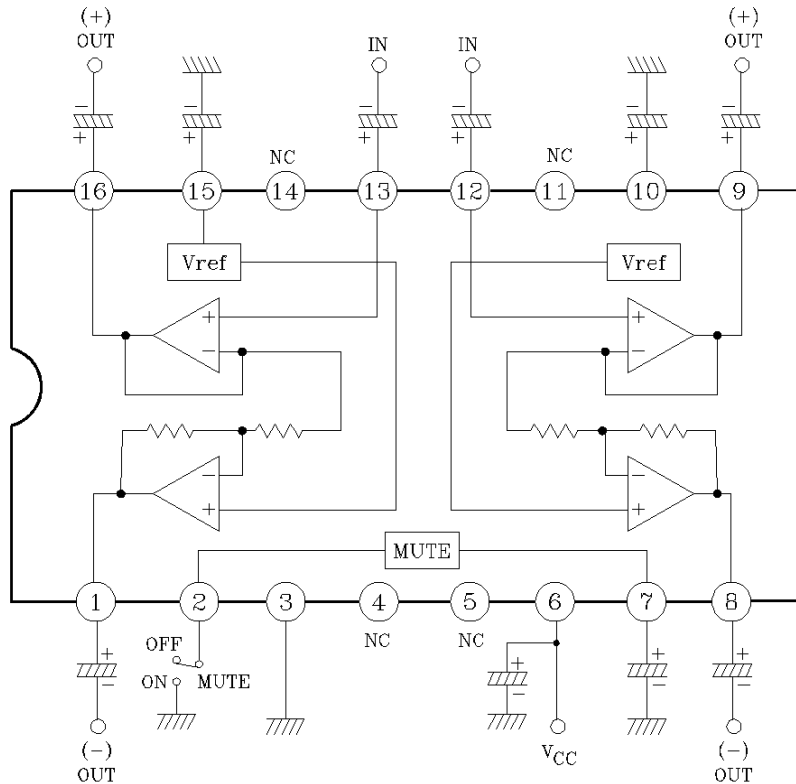 (+) (+)
OUT IN IN OUT
− − − − − −
+ + + + + +
NC NC
16 15 14 13 12 11 10 9
Vref Vref
+ +
− −
− −
+ +
MUTE
1 2 3 4 5 6 7 8
NC NC
+ OFF + + +
− ON MUTE − − −
(−) VCC (−)
OUT OUT